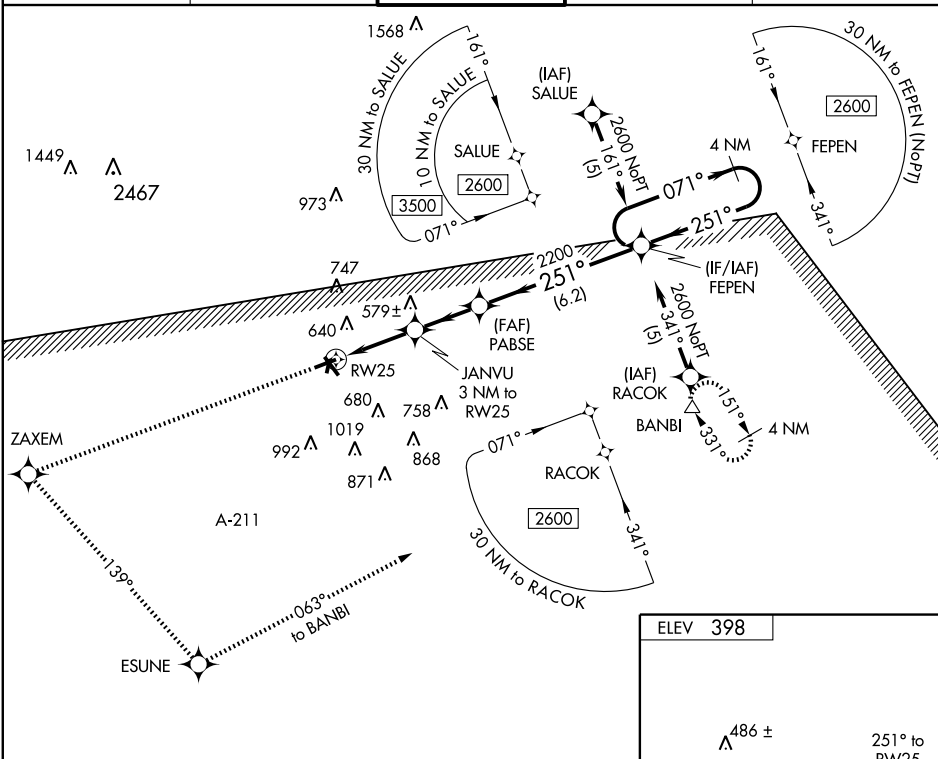 1568
30 NM to SALUE
10 NM to SALUE
161°
SALUE
2600
3500
071°
(IAF)
SALUE
2600 NoPT
161°
(5)
4 NM
071°
251°
30 NM to FEPEN (NoPT)
161°
2600
FEPEN
341°
1449
2467
973
747
2200
251°
(6.2)
(IF/IAF)
FEPEN
579±
640
(FAF)
PABSE
RW25
JANVU
3 NM to
RW25
2600 NoPT
341°
(5)
(IAF)
RACOK
BANBI
151°
331°
4 NM
680
758
1019
992
868
871
ZAXEM
A-211
071°
RACOK
2600
341°
30 NM to RACOK
139°
063°
to BANBI
ESUNE
ELEV 398
486 ±
251° to
RW25